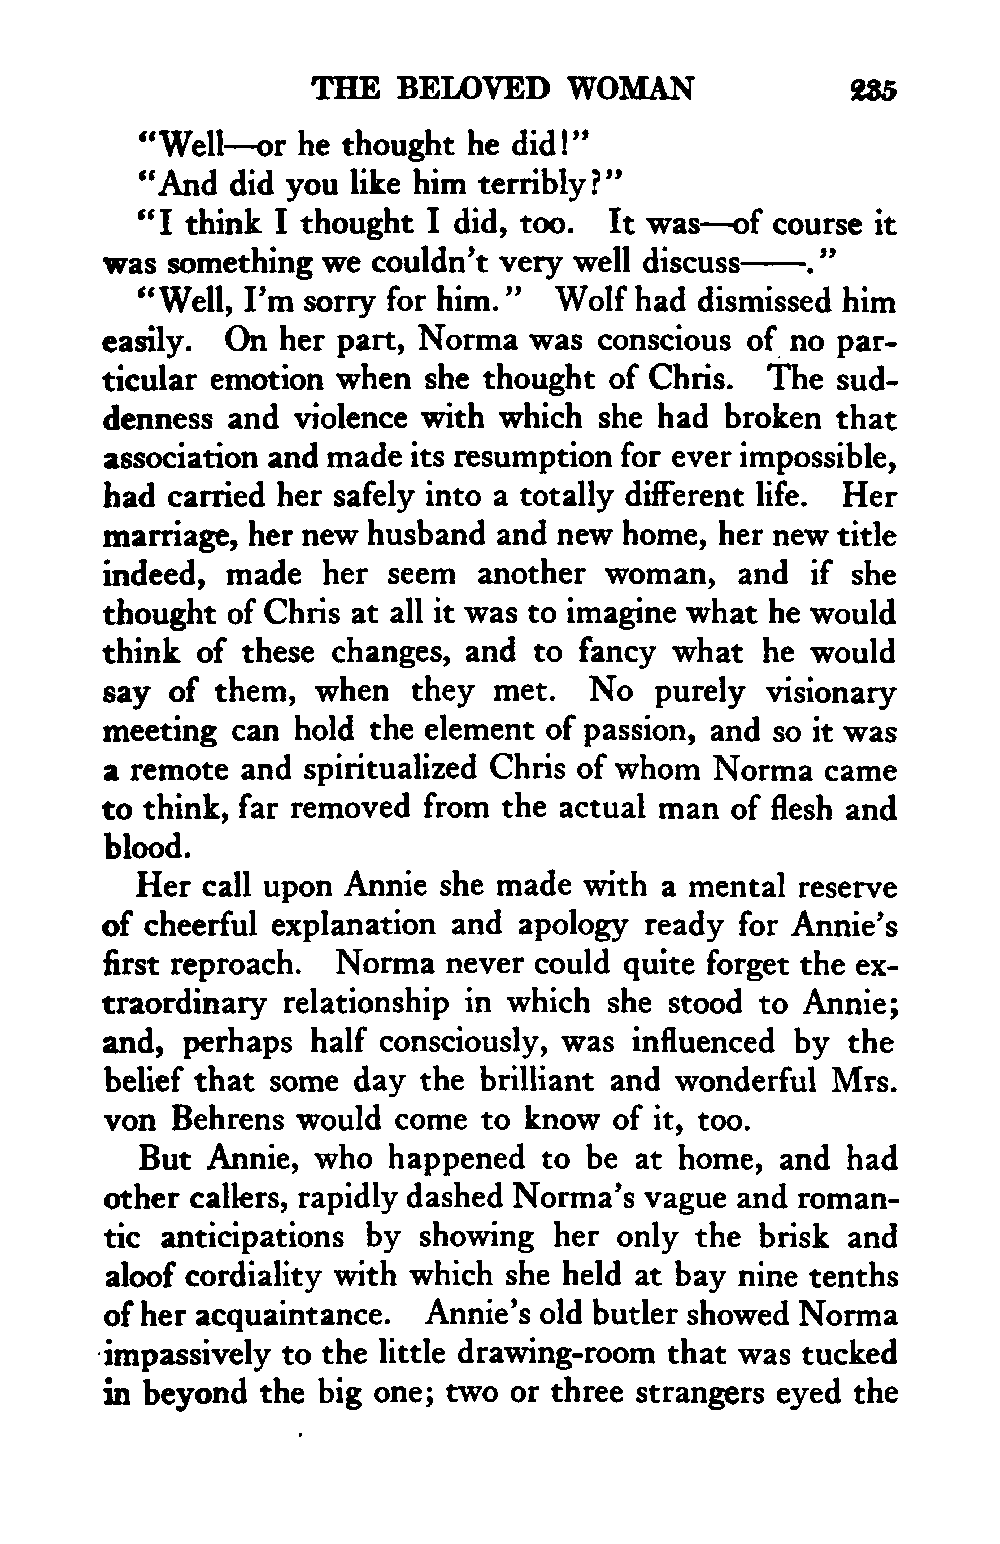 THE BELOVED WOMAN 235
“Well—or he thought he did!”
“And did you like him terribly?”
“I think I thought I did, too. It was—of course it
was something we couldn’t very well discuss——.”
“Well, I’m sorry for him.” Wolf had dismissed him
easily. On her part, Norma was conscious of no par-
ticular emotion when she thought of Chris. The sud-
denness and violence with which she had broken that
association and made its resumption for ever impossible,
had carried her safely into a totally different life. Her
marriage, her new husband and new home, her new title
indeed, made her seem another woman, and if she
thought of Chris at all it was to imagine what he would
think of these changes, and to fancy what he would
say of them, when they met. No purely visionary
meeting can hold the element of passion, and so it was
a remote and spiritualized Chris of whom Norma came
to think, far removed from the actual man of flesh and
blood.
Her call upon Annie she made with a mental reserve
of cheerful explanation and apology ready for Annie’s
first reproach. Norma never could quite forget the ex-
traordinary relationship in which she stood to Annie;
and, perhaps half consciously, was influenced by the
belief that some day the brilliant and wonderful Mrs.
von Behrens would come to know of it, too.
But Annie, who happened to be at home, and had
other callers, rapidly dashed Norma’s vague and roman-
tic anticipations by showing her only the brisk and
aloof cordiality with which she held at bay nine tenths
of her acquaintance. Annie’s old butler showed Norma
impassively to the little drawing-room that was tucked
in beyond the big one; two or three strangers eyed the